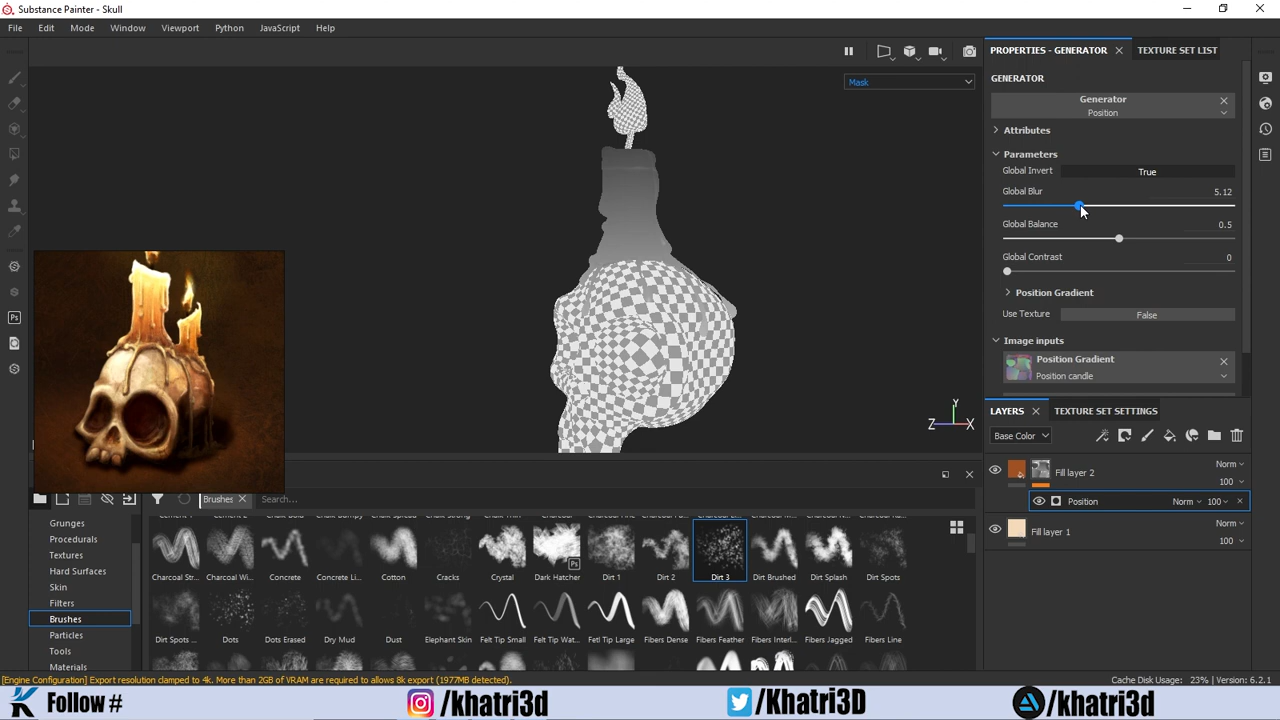 Substance Painter - Skull
File Edit Mode Window Viewport Python JavaScript Help
PROPERTIES - GENERATOR
TEXTURE SET LIST
Mask
GENERATOR
Generator
Position
Attributes
Parameters
Global Invert True
Global Blur 5.12
Global Balance 0.5
Global Contrast 0
Position Gradient
Use Texture False
Image inputs
Position Gradient
Position candle
Y
Z X
LAYERS
TEXTURE SET SETTINGS
Base Color
Fill layer 2 Norm
100
Position Norm 100
Fill layer 1 Norm
100
Ps
Brushes
Search...
Grunges
Procedurals
Textures
Hard Surfaces
Skin
Filters
Brushes
Particles
Tools
Materials
Ps
Charcoal Str... Charcoal Wi... Concrete Concrete Li... Cotton Cracks Crystal Dark Hatcher Dirt 1 Dirt 2 Dirt 3 Dirt Brushed Dirt Splash Dirt Spots
Dirt Spots ... Dots Dots Erased Dry Mud Dust Elephant Skin Felt Tip Small Felt Tip Wat... Fetl Tip Large Fibers Dense Fibers Feather Fibers Interl... Fibers Jagged Fibers Line
[Engine Configuration] Export resolution clamped to 4k. More than 2GB of VRAM are required to allows 8k export (1977MB detected).
Cache Disk Usage: 23% | Version: 6.2.1
Follow # /khatri3d /Khatri3D /khatri3d